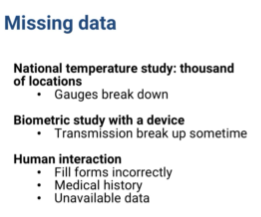 Missing data
National temperature study: thousand
of locations
• Gauges break down
Biometric study with a device
• Transmission break up sometime
Human interaction
• Fill forms incorrectly
• Medical history
• Unavailable data